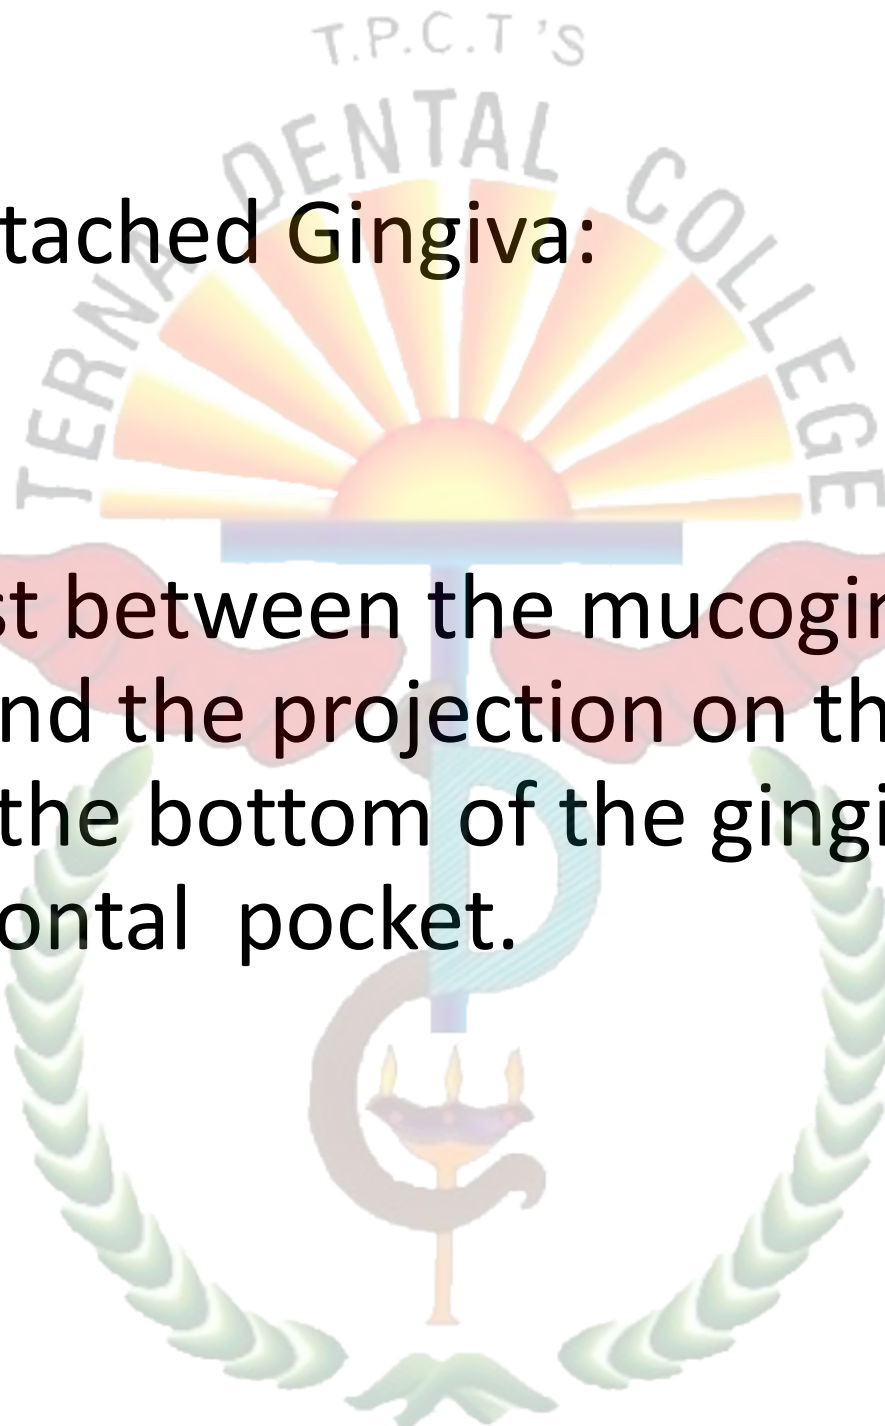 T.P.C.T'S
TERNA DENTAL COLLEGE
tached Gingiva:
st between the mucogin
nd the projection on th
the bottom of the gingi
ontal pocket.